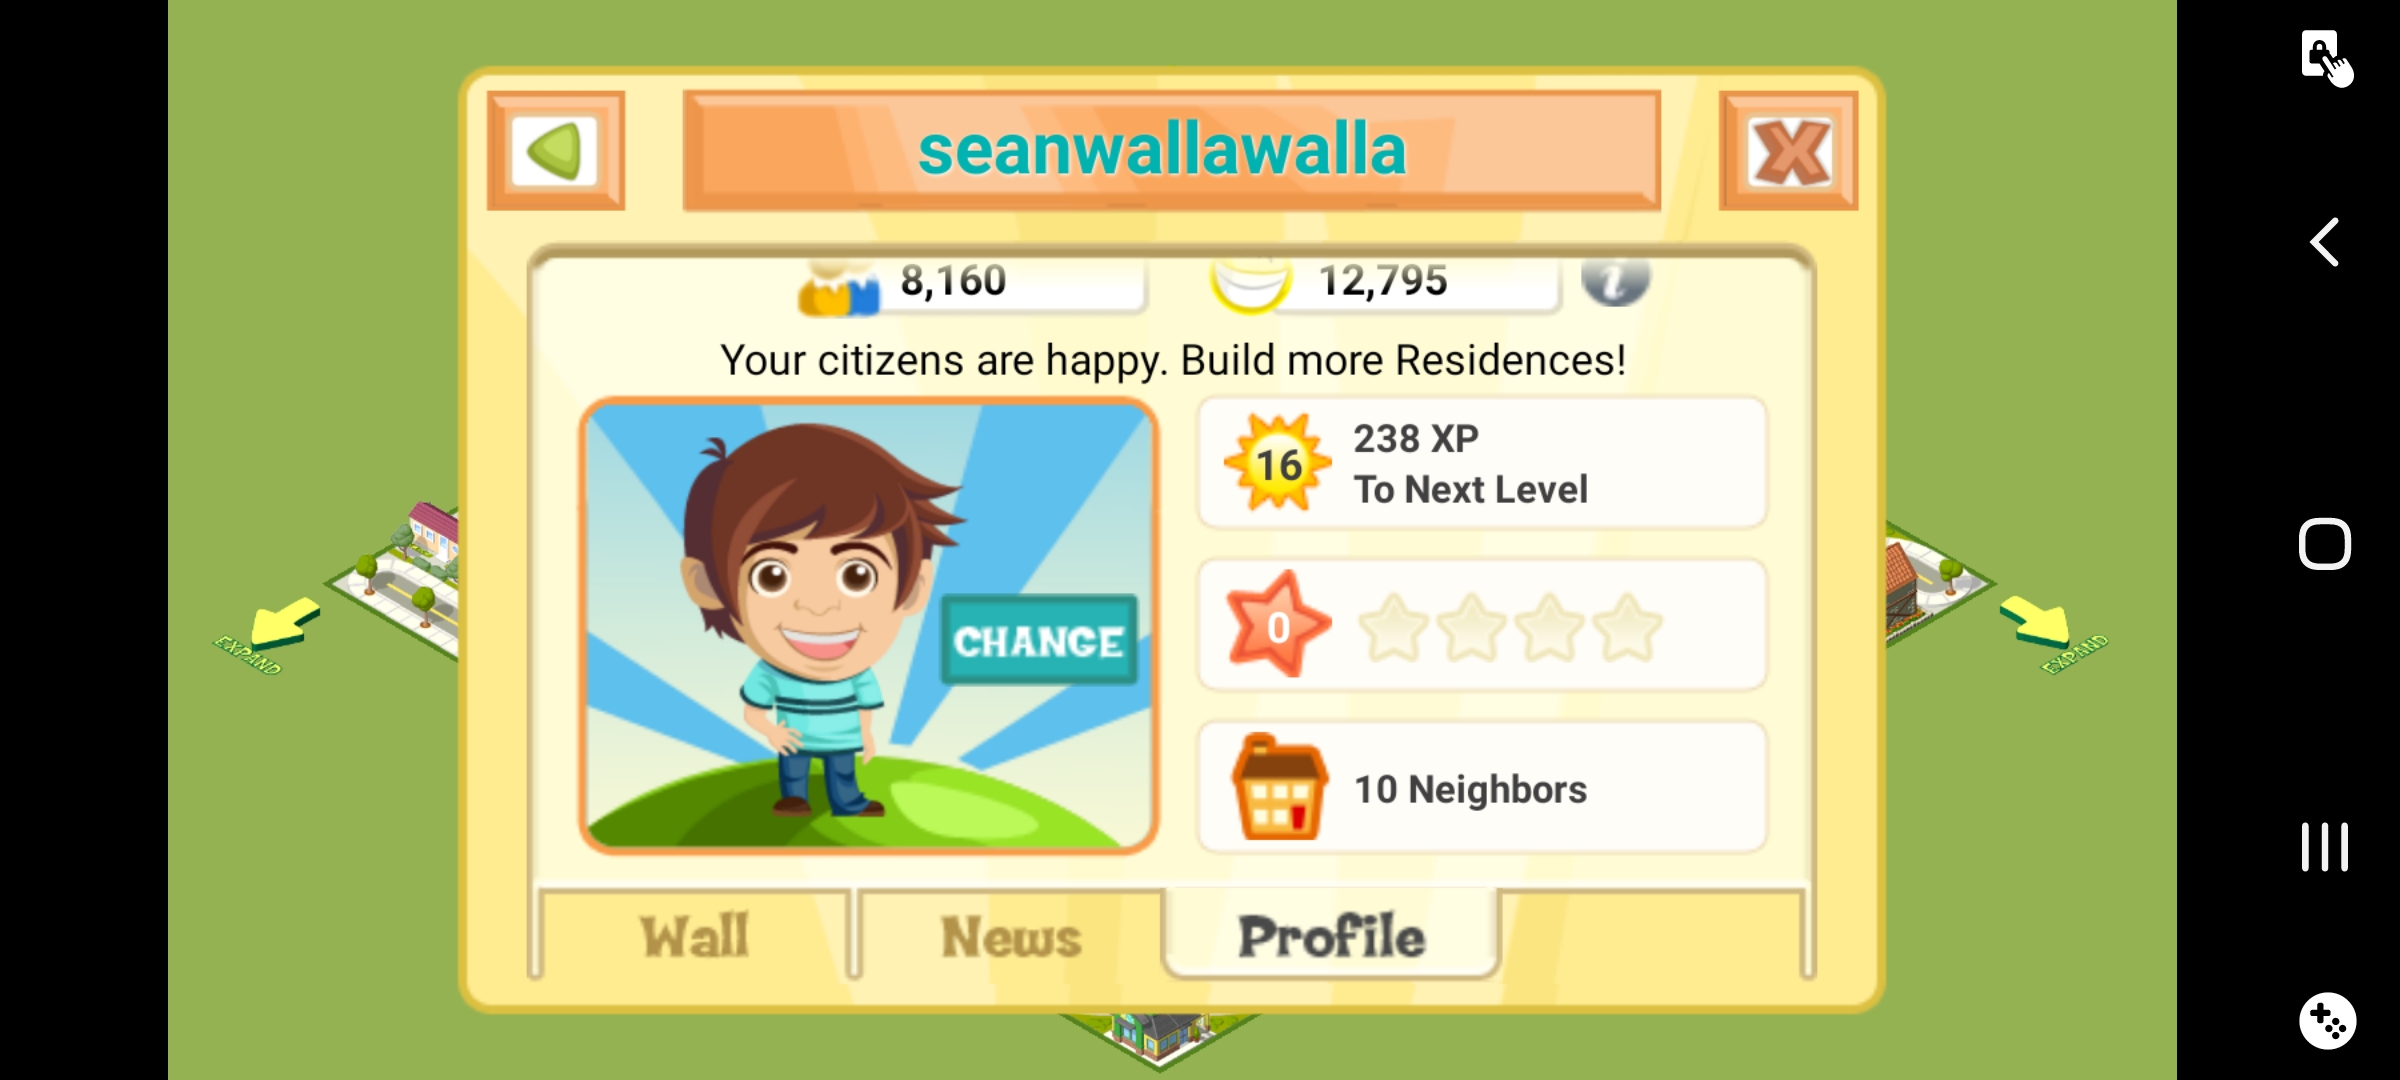 seanwallawalla
8,160
12,795
i
Your citizens are happy. Build more Residences!
16
238 XP
To Next Level
CHANGE
0
10 Neighbors
EXPAND
EXPAND
Wall
News
Profile